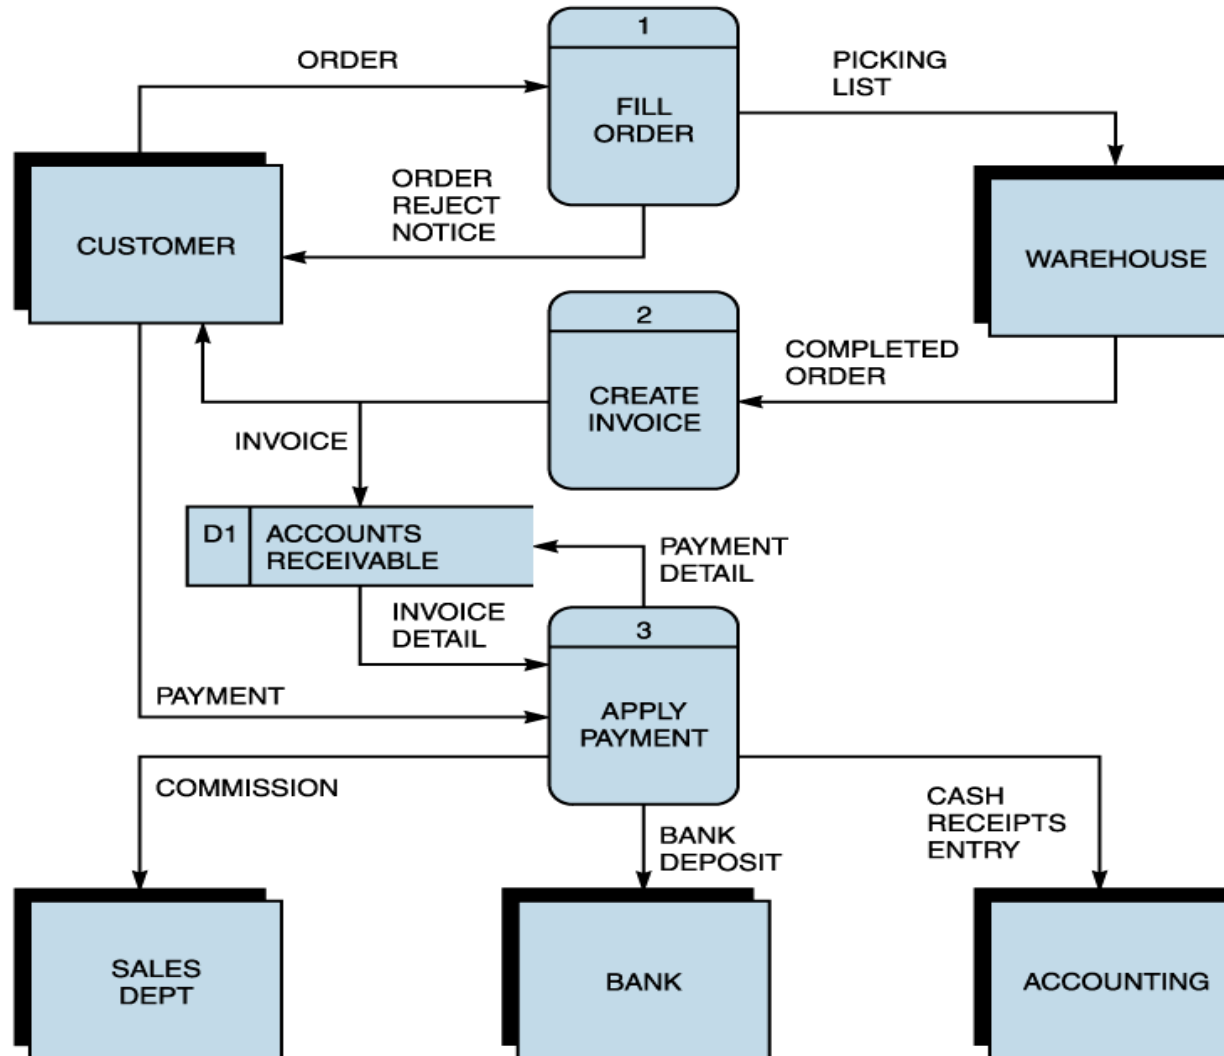 1
ORDER
PICKING
LIST
FILL
ORDER
ORDER
REJECT
NOTICE
CUSTOMER
WAREHOUSE
2
COMPLETED
ORDER
CREATE
INVOICE
INVOICE
D1
ACCOUNTS
RECEIVABLE
PAYMENT
DETAIL
INVOICE
DETAIL
3
PAYMENT
APPLY
PAYMENT
COMMISSION
CASH
RECEIPTS
ENTRY
BANK
DEPOSIT
SALES
DEPT
BANK
ACCOUNTING